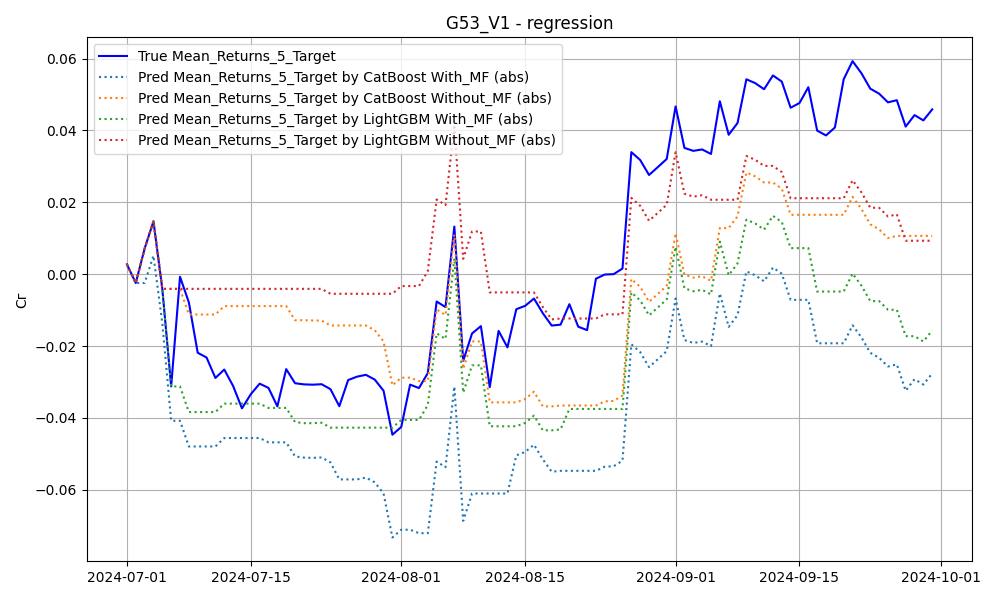 G53_V1 - regression
True Mean_Returns_5_Target
Pred Mean_Returns_5_Target by CatBoost With_MF (abs)
Pred Mean_Returns_5_Target by CatBoost Without_MF (abs)
Pred Mean_Returns_5_Target by LightGBM With_MF (abs)
Pred Mean_Returns_5_Target by LightGBM Without_MF (abs)
Cr
0.06
0.04
0.02
0.00
−0.02
−0.04
−0.06
2024-07-01 2024-07-15 2024-08-01 2024-08-15 2024-09-01 2024-09-15 2024-10-01